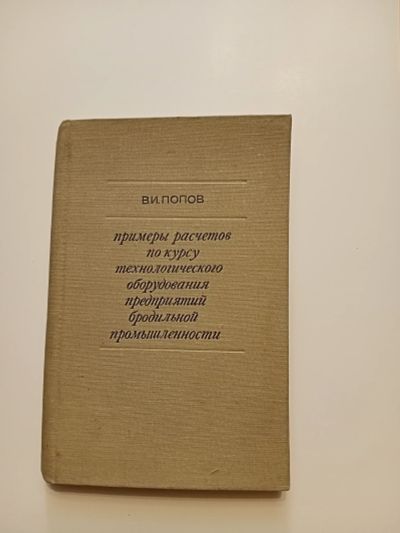 В.И.ПОПОВ
примеры расчетов
по курсу
технологического
оборудования
предприятий
бродильной
промышленности